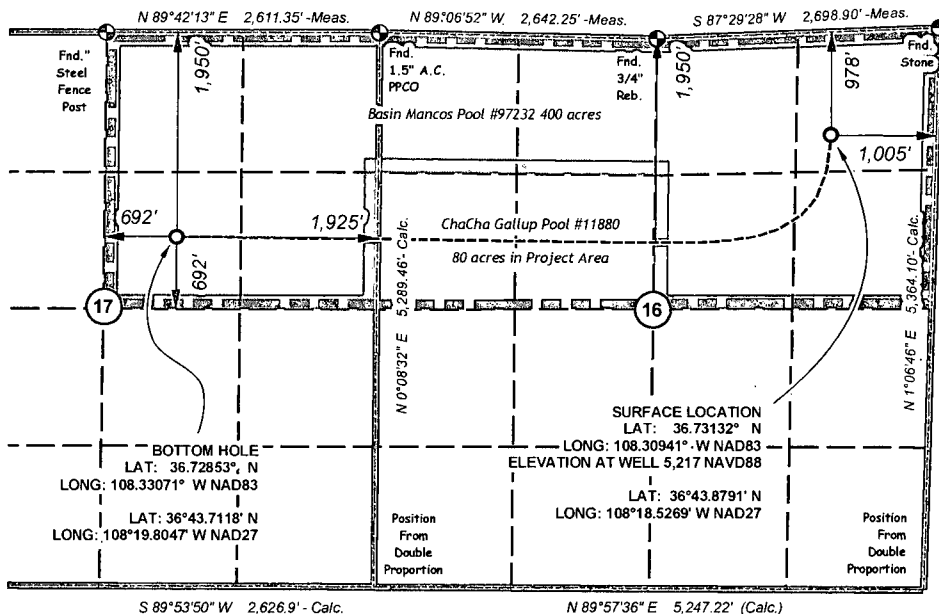 N 89°42'13" E 2,611.35' -Meas.
N 89°06'52" W 2,642.25' -Meas.
S 87°29'28" W 2,698.90' -Meas.
Fnd."
Steel
Fence
Post
1,950'
Fnd.
1.5" A.C.
PPCO
Fnd.
3/4"
Reb.
1,950'
978'
Fnd.
Stone
Basin Mancos Pool #97232 400 acres
1,005'
692'
1,925'
ChaCha Gallup Pool #11880
80 acres in Project Area
692'
N 0°08'32" E 5,289.46' - Calc.
N 1°06'46" E 5,364.10' - Calc.
17
16
BOTTOM HOLE
LAT: 36.72853° N
LONG: 108.33071° W NAD83
LAT: 36°43.7118' N
LONG: 108°19.8047' W NAD27
SURFACE LOCATION
LAT: 36.73132° N
LONG: 108.30941° W NAD83
ELEVATION AT WELL 5,217 NAVD88
LAT: 36°43.8791' N
LONG: 108°18.5269' W NAD27
Position
From
Double
Proportion
Position
From
Double
Proportion
S 89°53'50" W 2,626.9' - Calc.
N 89°57'36" E 5,247.22' (Calc.)